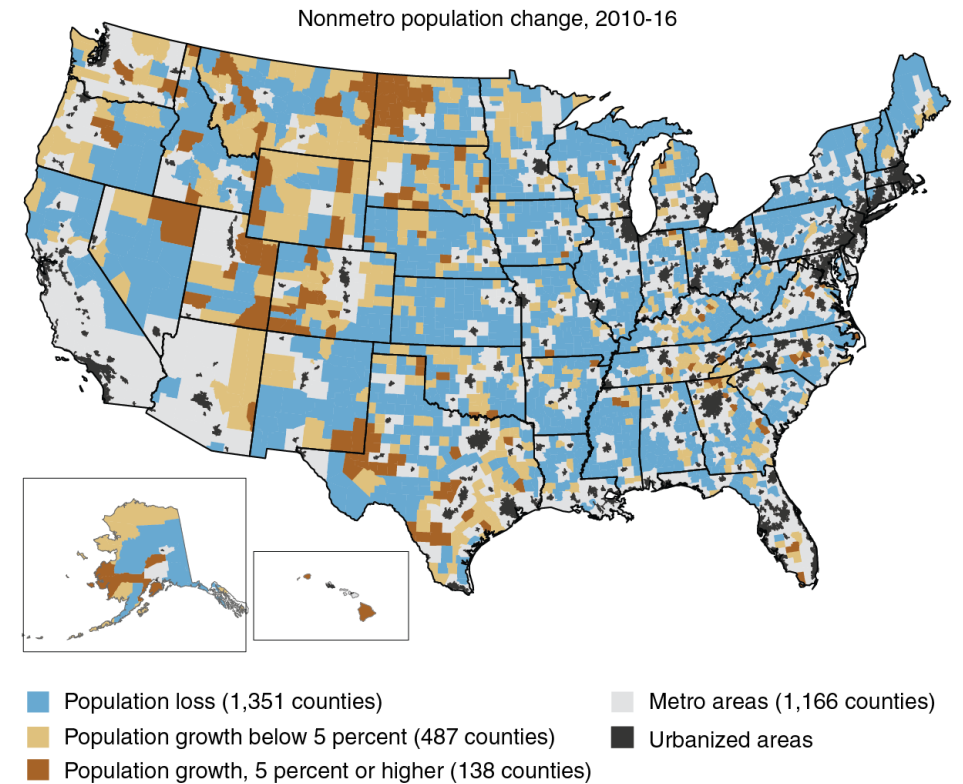 Nonmetro population change, 2010-16
Population loss (1,351 counties)
Population growth below 5 percent (487 counties)
Population growth, 5 percent or higher (138 counties)
Metro areas (1,166 counties)
Urbanized areas